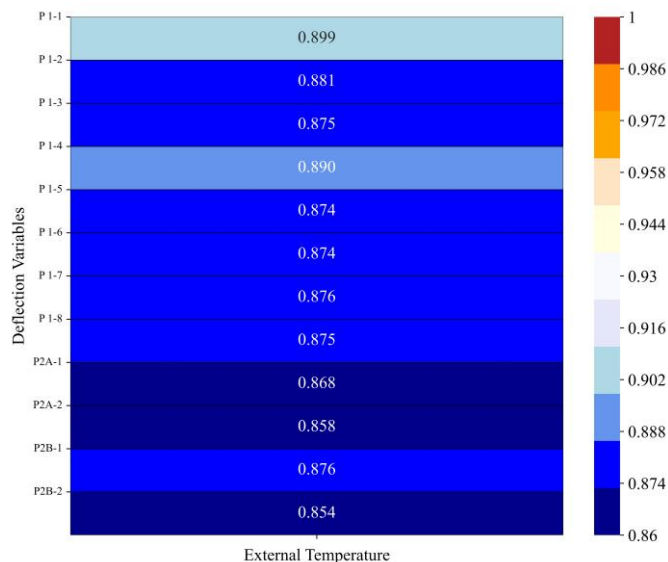 P 1-1
0.899
P 1-2
0.881
P 1-3
0.875
P 1-4
0.890
P 1-5
0.874
P 1-6
0.874
P 1-7
0.876
P 1-8
0.875
P2A-1
0.868
P2A-2
0.858
P2B-1
0.876
P2B-2
0.854
Deflection Variables
External Temperature
1
0.986
0.972
0.958
0.944
0.93
0.916
0.902
0.888
0.874
0.86